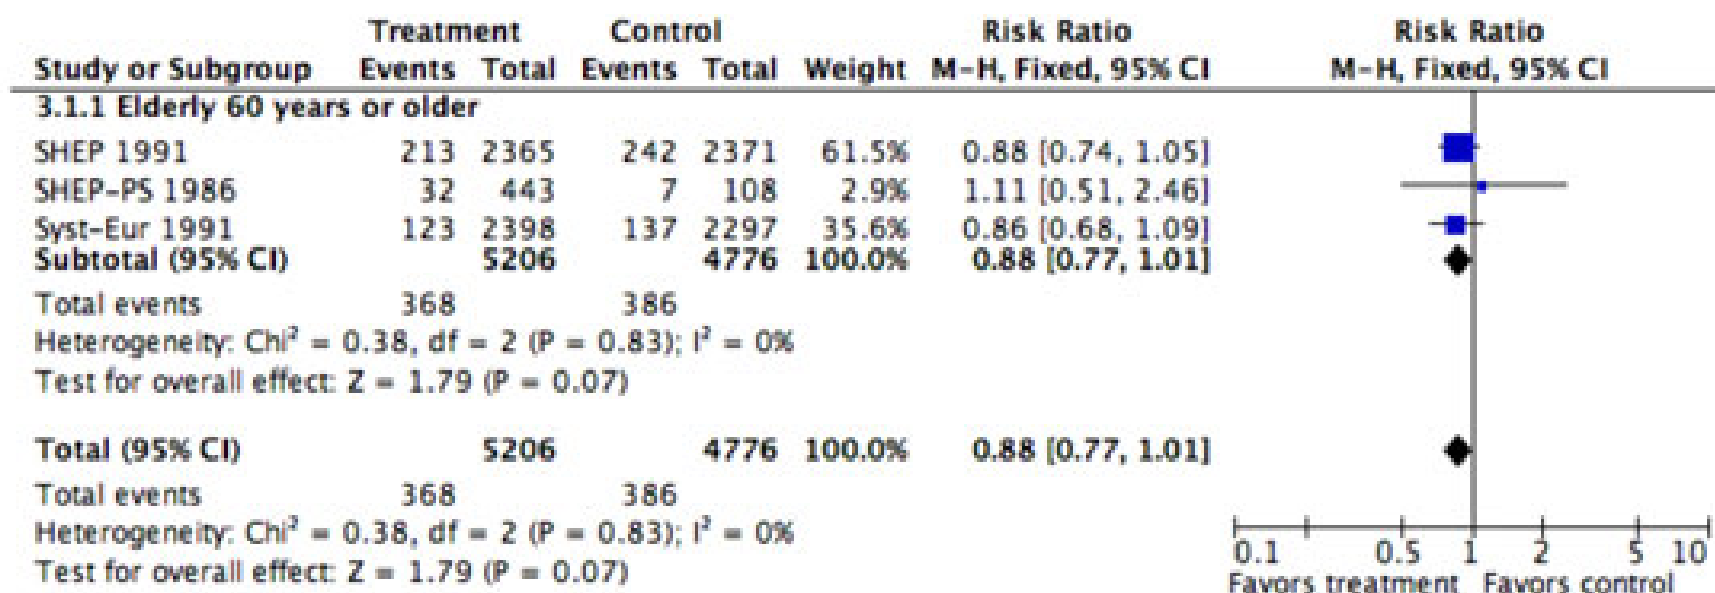 Treatment Control Risk Ratio Risk Ratio
Study or Subgroup Events Total Events Total Weight M-H, Fixed, 95% CI M-H, Fixed, 95% CI
3.1.1 Elderly 60 years or older
SHEP 1991 213 2365 242 2371 61.5% 0.88 [0.74, 1.05]
SHEP-PS 1986 32 443 7 108 2.9% 1.11 [0.51, 2.46]
Syst-Eur 1991 123 2398 137 2297 35.6% 0.86 [0.68, 1.09]
Subtotal (95% CI) 5206 4776 100.0% 0.88 [0.77, 1.01]
Total events 368 386
Heterogeneity: Chi² = 0.38, df = 2 (P = 0.83); I² = 0%
Test for overall effect: Z = 1.79 (P = 0.07)
Total (95% CI) 5206 4776 100.0% 0.88 [0.77, 1.01]
Total events 368 386
Heterogeneity: Chi² = 0.38, df = 2 (P = 0.83); I² = 0%
Test for overall effect: Z = 1.79 (P = 0.07)
0.1 0.5 1 2 5 10
Favors treatment Favors control